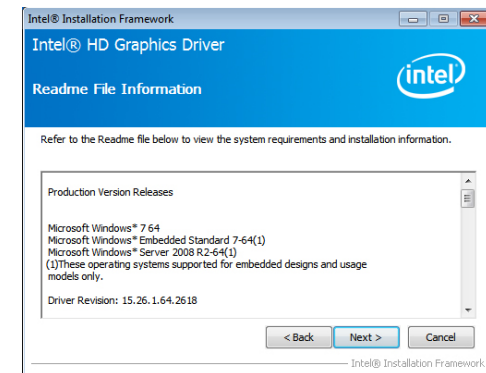 Intel® Installation Framework
Intel® HD Graphics Driver
Readme File Information
intel
Refer to the Readme file below to view the system requirements and installation information.
Production Version Releases
Microsoft Windows* 7 64
Microsoft Windows* Embedded Standard 7-64(1)
Microsoft Windows* Server 2008 R2-64(1)
(1)These operating systems supported for embedded designs and usage
models only.
Driver Revision: 15.26.1.64.2618
< Back Next > Cancel
Intel® Installation Framework